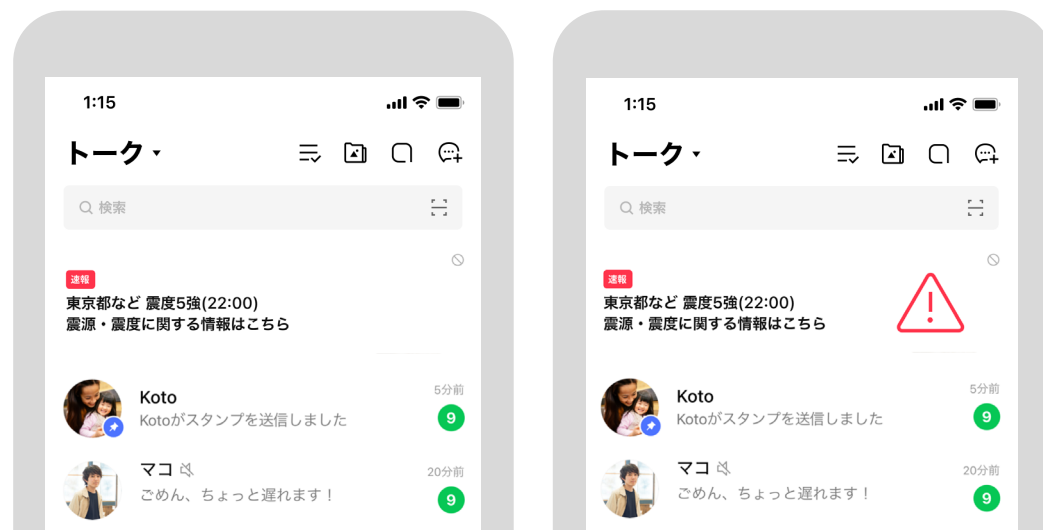 1:15
トーク
検索
速報
東京都など 震度5強(22:00)
震源・震度に関する情報はこちら
Koto
5分前
Kotoがスタンプを送信しました
9
マコ
20分前
ごめん、ちょっと遅れます！
9
1:15
トーク
検索
速報
東京都など 震度5強(22:00)
震源・震度に関する情報はこちら
Koto
5分前
Kotoがスタンプを送信しました
9
マコ
20分前
ごめん、ちょっと遅れます！
9